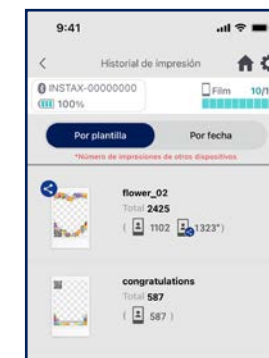 9:41
Historial de impresión
INSTAX-00000000
100%
Film 10/1
Por plantilla Por fecha
*Número de impresiones de otros dispositivos
flower_02
Total 2425
( 1102 1323*)
congratulations
Total 587
( 587 )